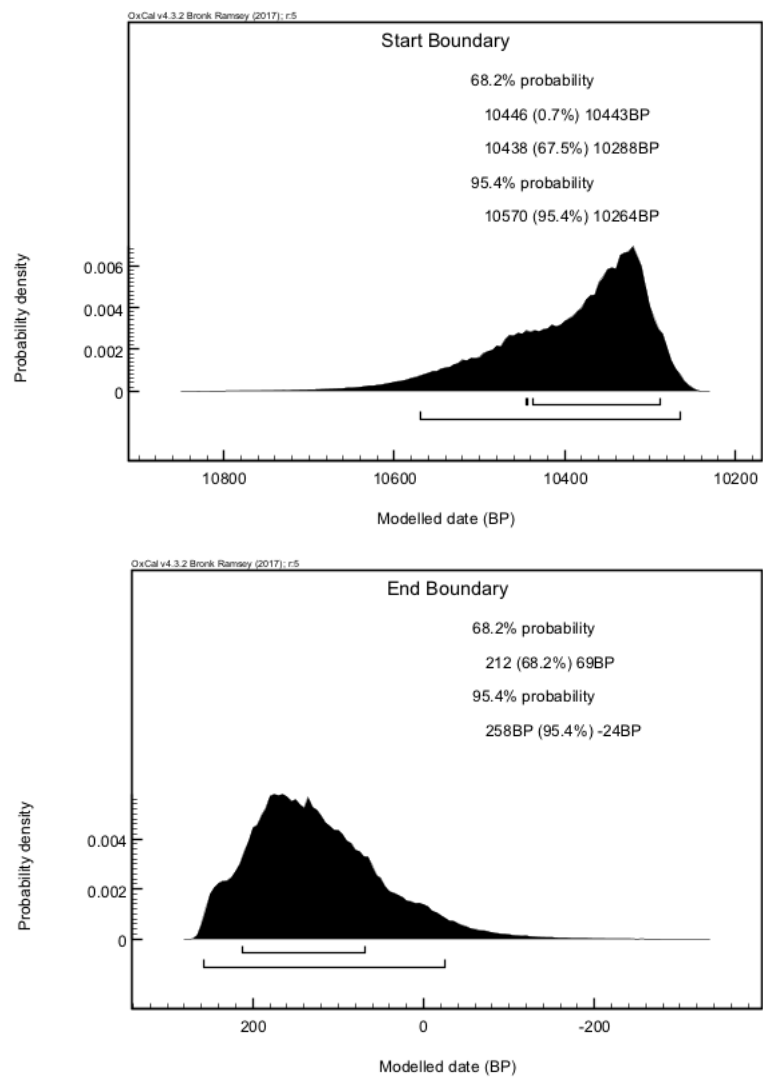 OxCal v4.3.2 Bronk Ramsey (2017); r:5
Start Boundary
68.2% probability
10446 (0.7%) 10443BP
10438 (67.5%) 10288BP
95.4% probability
10570 (95.4%) 10264BP
Probability density
0.006
0.004
0.002
0
10800 10600 10400 10200
Modelled date (BP)
OxCal v4.3.2 Bronk Ramsey (2017); r:5
End Boundary
68.2% probability
212 (68.2%) 69BP
95.4% probability
258BP (95.4%) -24BP
Probability density
0.004
0.002
0
200 0 -200
Modelled date (BP)